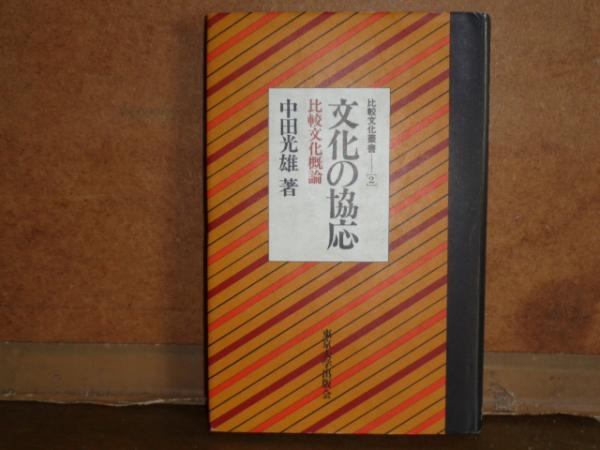 比較文化叢書——[2]
文化の協応
比較文化概論
中田光雄 著
東京大学出版会